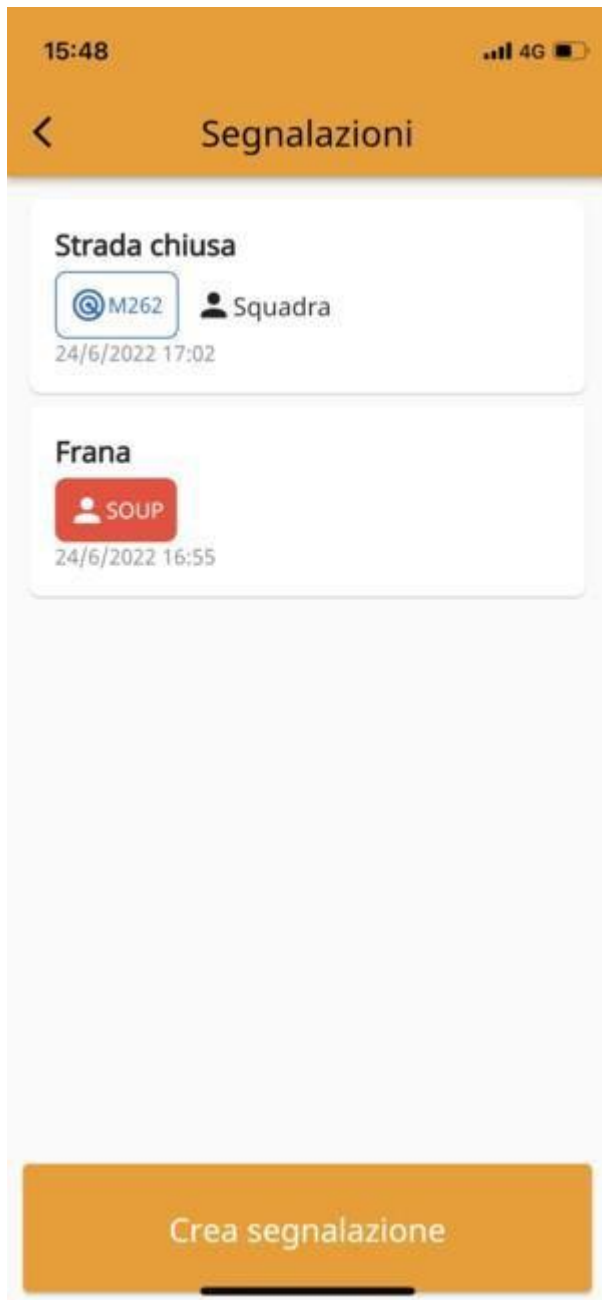 15:48 4G
Segnalazioni
Strada chiusa
M262 Squadra
24/6/2022 17:02
Frana
SOUP
24/6/2022 16:55
Crea segnalazione